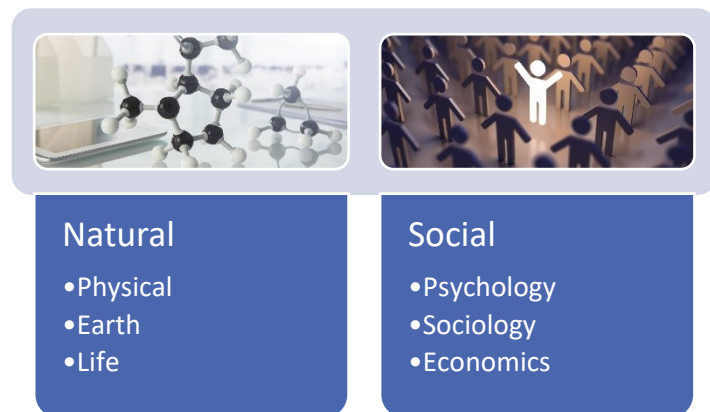 Natural
•Physical
•Earth
•Life
Social
•Psychology
•Sociology
•Economics